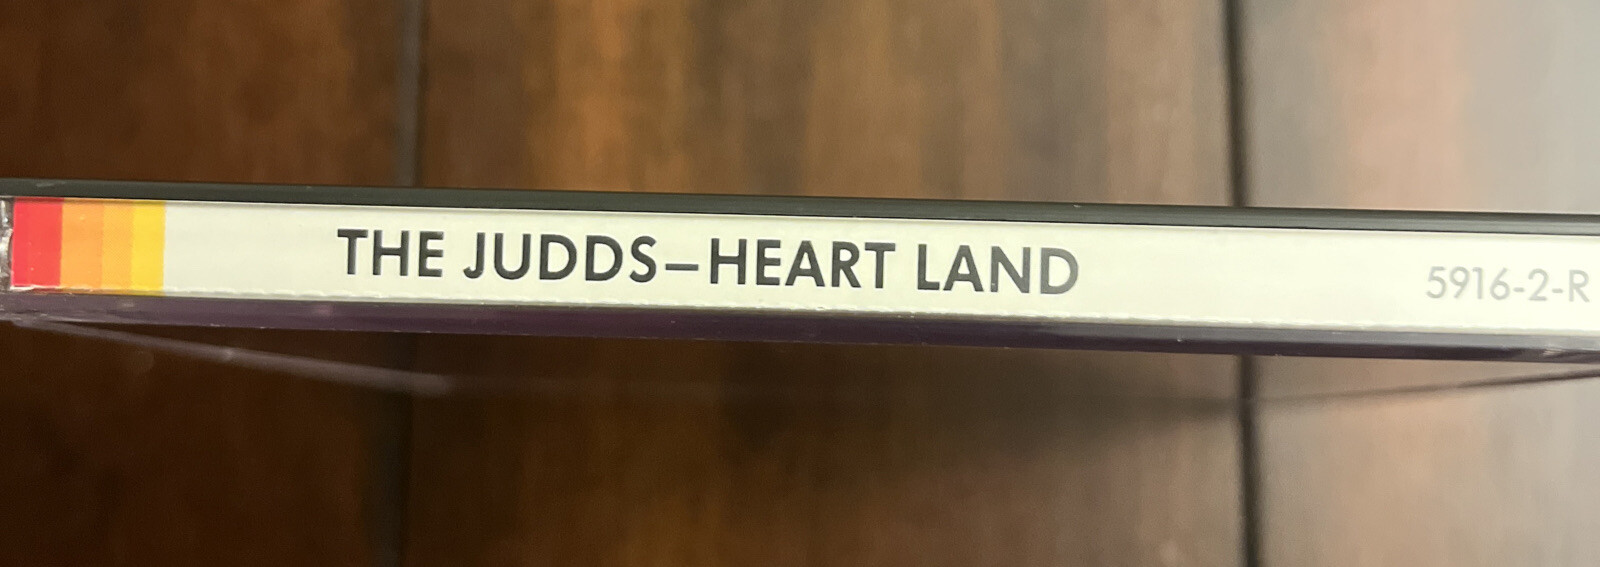 THE JUDDS–HEART LAND 5916-2-R